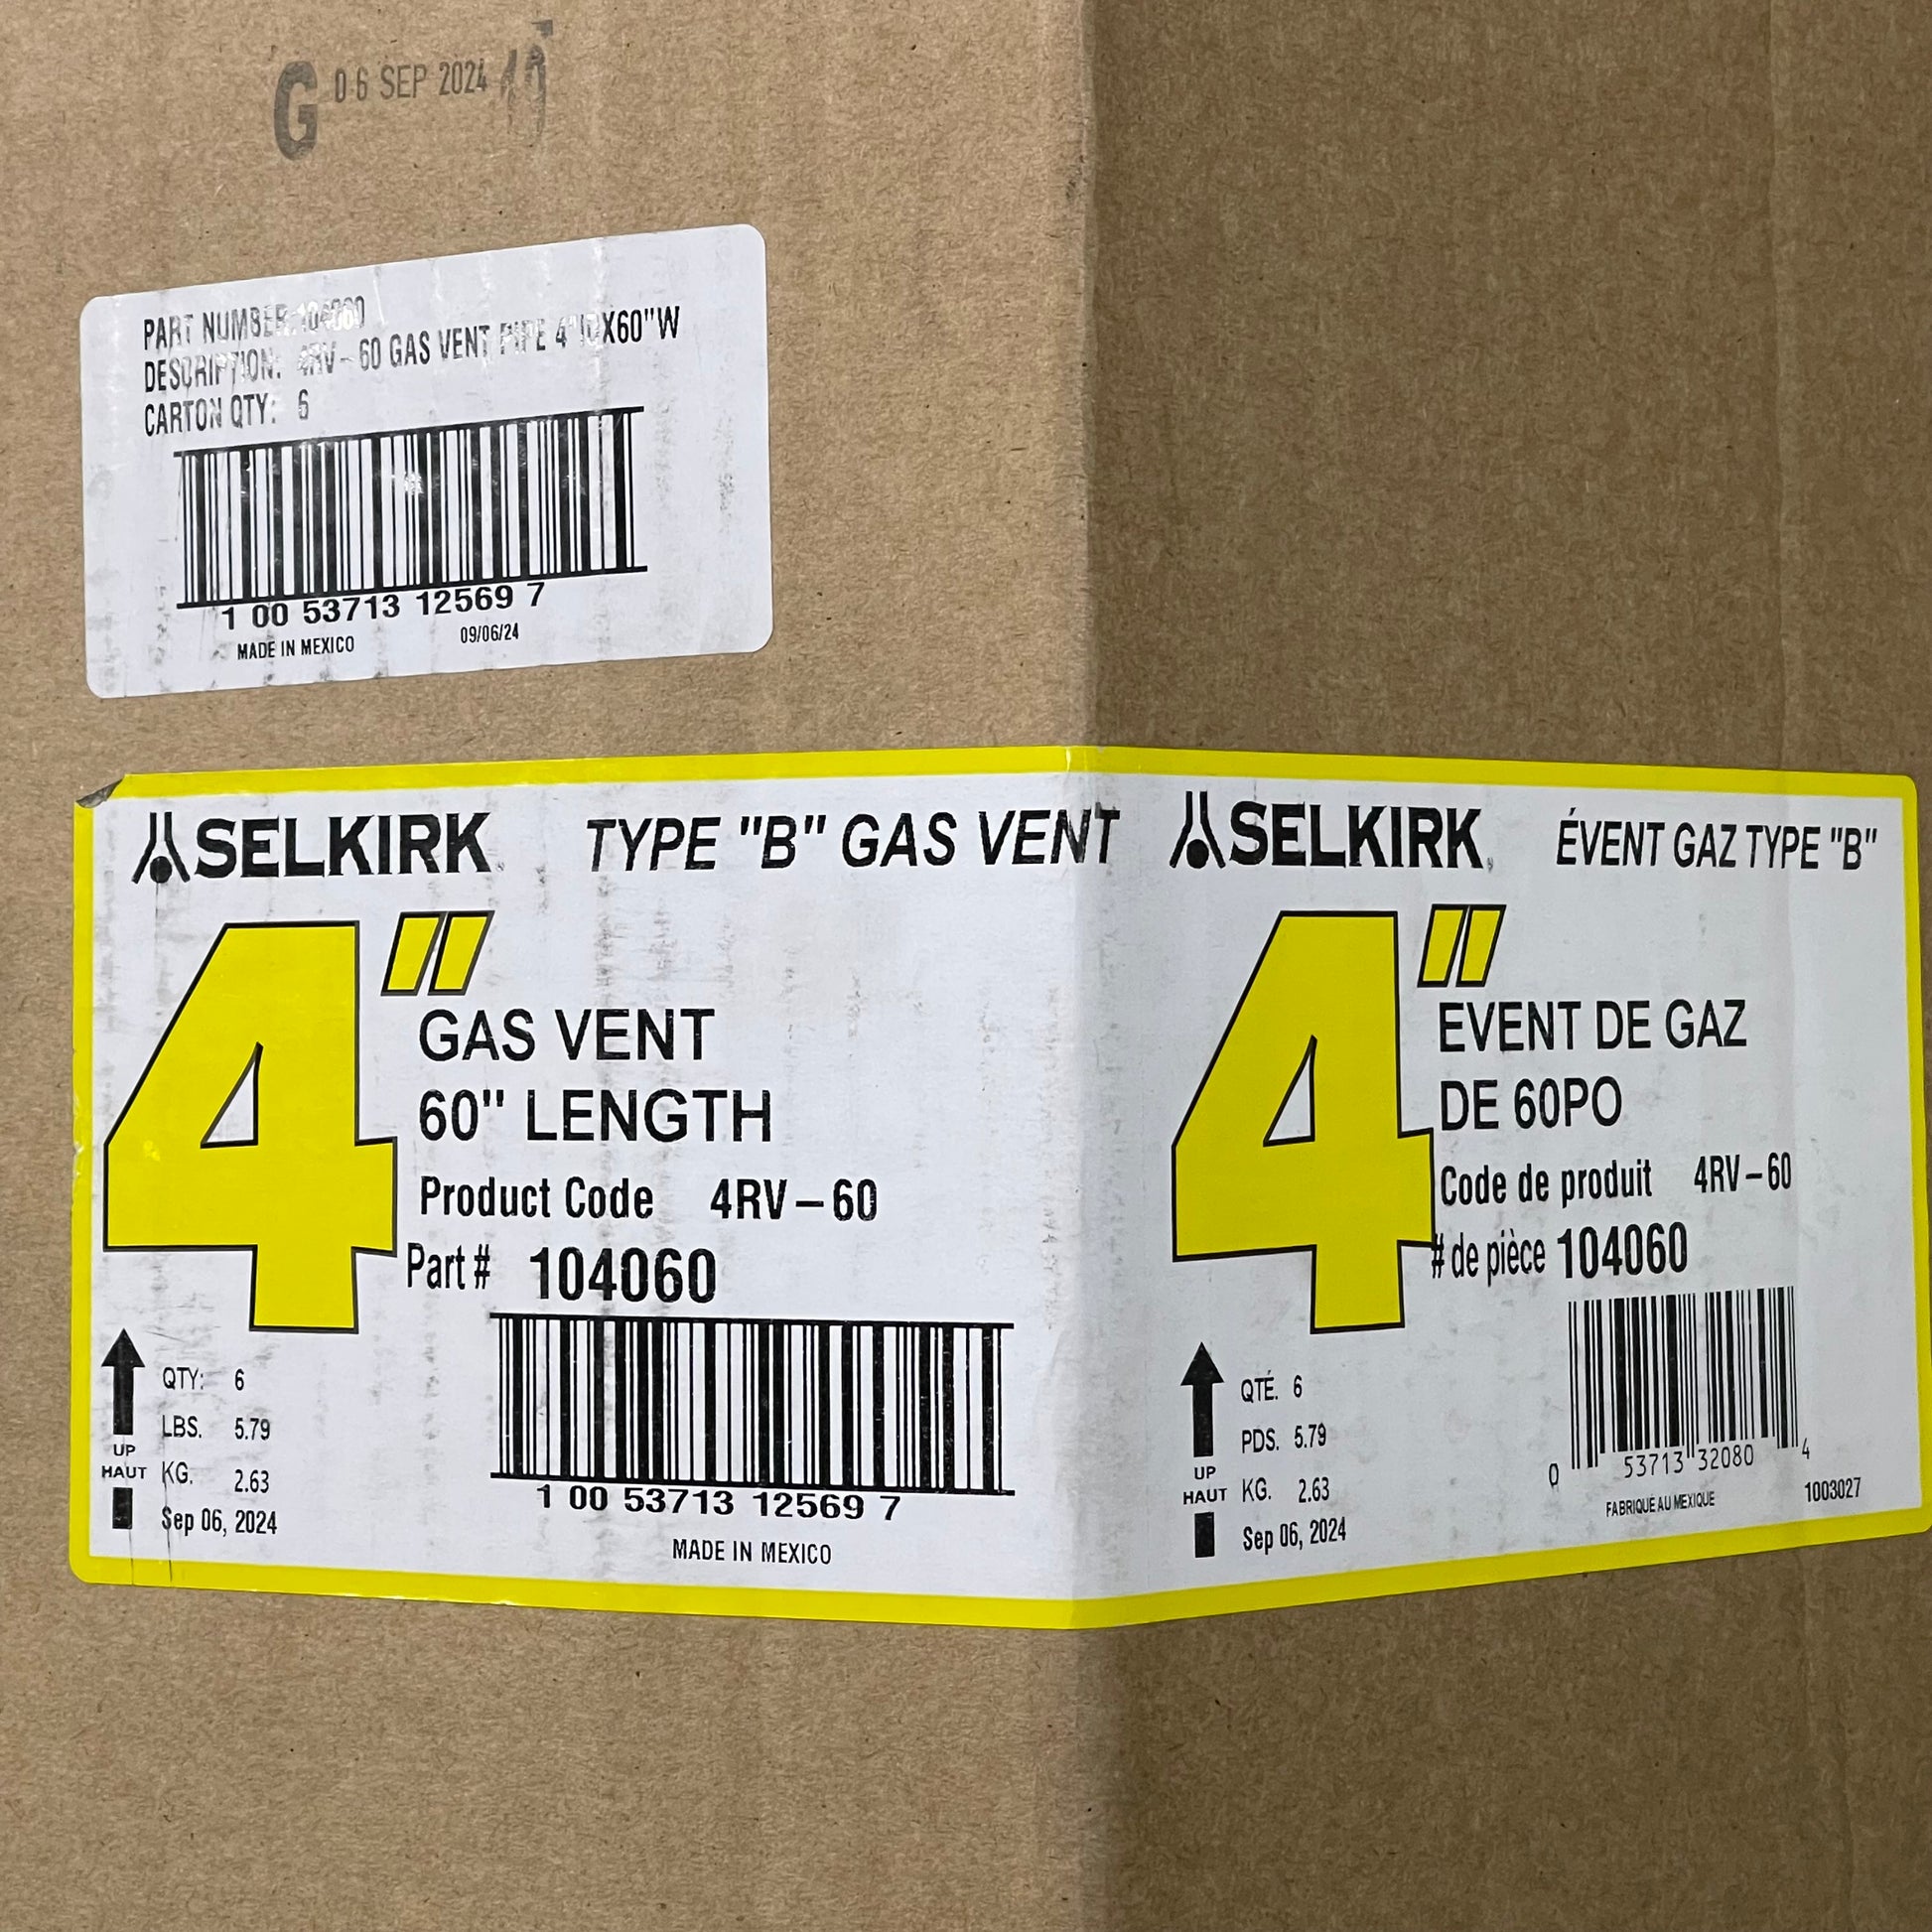 G 06 SEP 2024
PART NUMBER: 104060
DESCRIPTION: 4RV-60 GAS VENT PIPE 4"IDX60"W
CARTON QTY: 6
1 00 53713 12569 7
MADE IN MEXICO 09/06/24
SELKIRK TYPE "B" GAS VENT
4"
GAS VENT
60" LENGTH
Product Code 4RV-60
Part # 104060
QTY: 6
LBS. 5.79
KG. 2.63
UP
HAUT
Sep 06, 2024
1 00 53713 12569 7
MADE IN MEXICO
SELKIRK ÉVENT GAZ TYPE "B"
4"
EVENT DE GAZ
DE 60PO
Code de produit 4RV-60
# de pièce 104060
QTÉ. 6
PDS. 5.79
KG. 2.63
UP
HAUT
Sep 06, 2024
0 53713 32080 4
FABRIQUÉ AU MEXIQUE 1003027